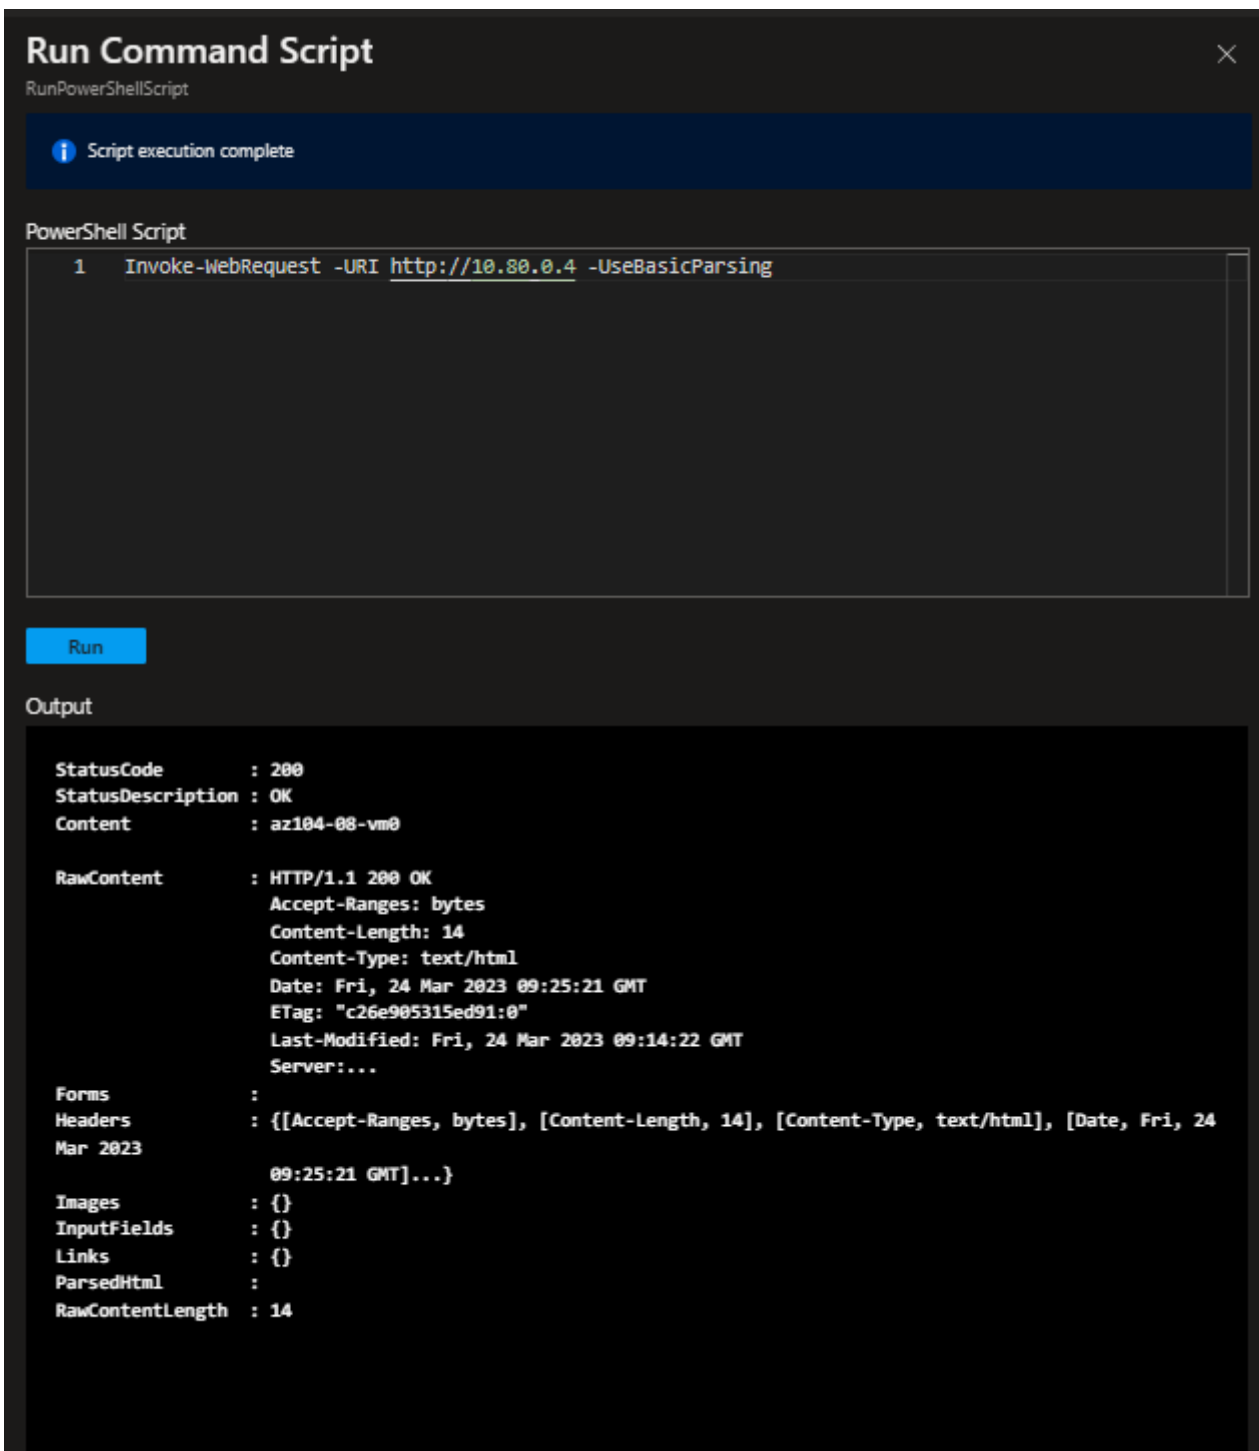 Run Command Script
RunPowerShellScript
Script execution complete
PowerShell Script
1 Invoke-WebRequest -URI http://10.80.0.4 -UseBasicParsing
Run
Output
StatusCode : 200
StatusDescription : OK
Content : az104-08-vm0
RawContent : HTTP/1.1 200 OK
Accept-Ranges: bytes
Content-Length: 14
Content-Type: text/html
Date: Fri, 24 Mar 2023 09:25:21 GMT
ETag: "c26e905315ed91:0"
Last-Modified: Fri, 24 Mar 2023 09:14:22 GMT
Server:...
Forms :
Headers : {[Accept-Ranges, bytes], [Content-Length, 14], [Content-Type, text/html], [Date, Fri, 24
Mar 2023
09:25:21 GMT]...}
Images : {}
InputFields : {}
Links : {}
ParsedHtml :
RawContentLength : 14